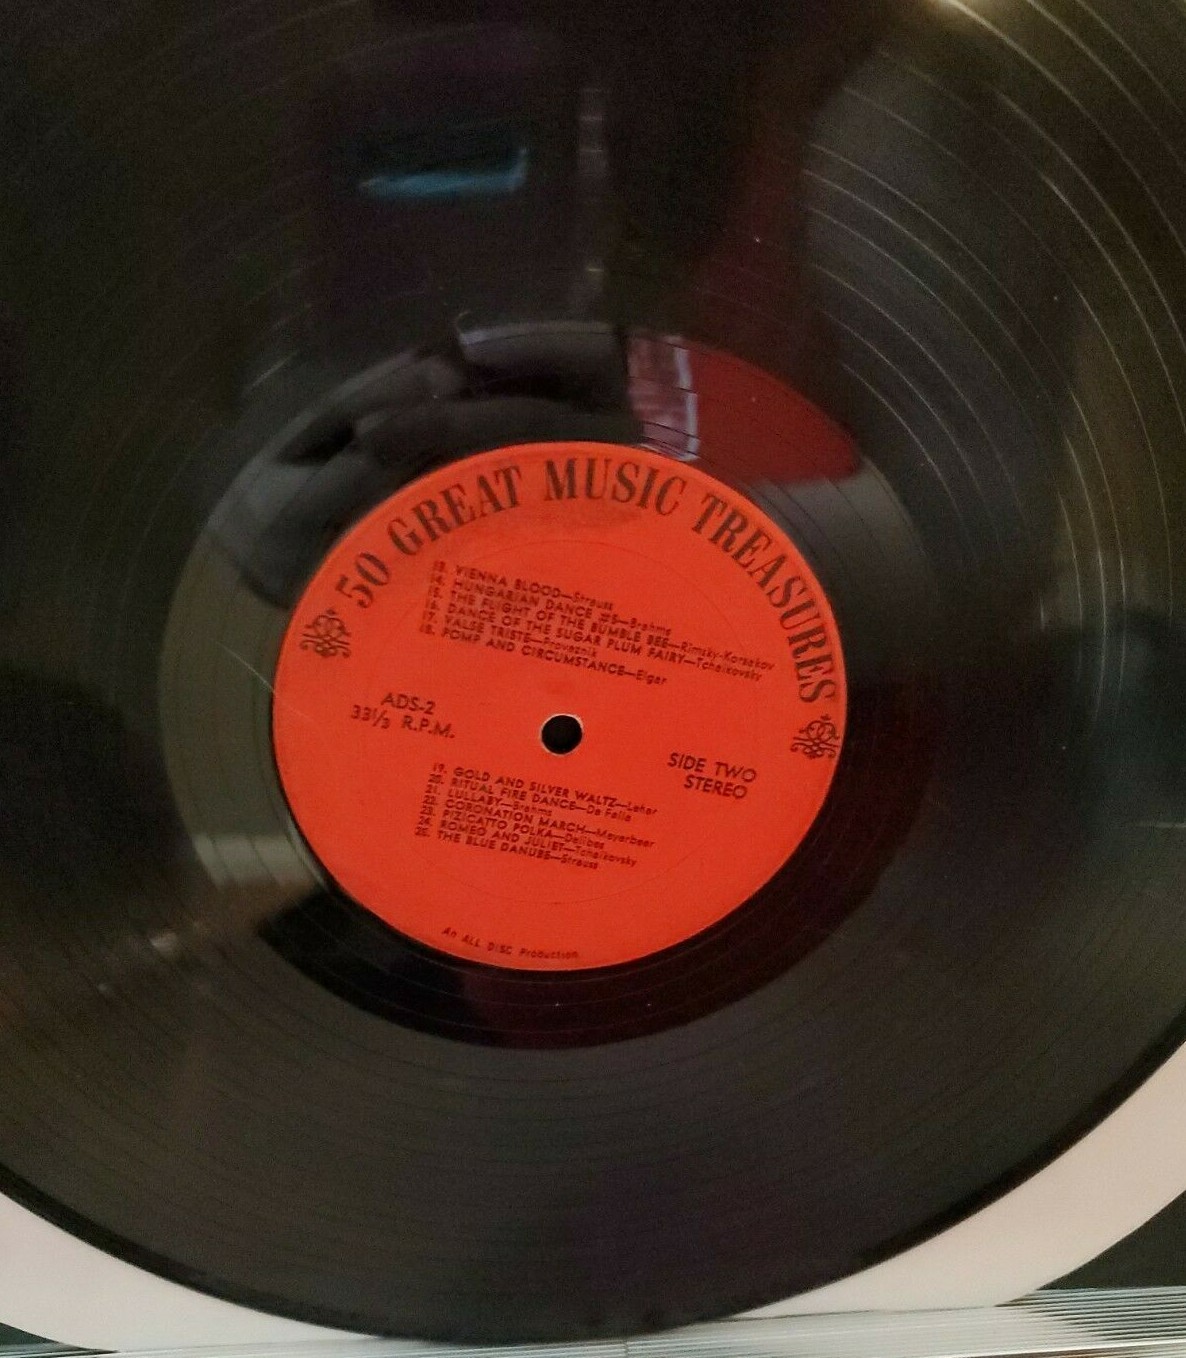 50 GREAT MUSIC TREASURES
13. VIENNA BLOOD—Strauss
14. HUNGARIAN DANCE #5—Brahms
15. THE FLIGHT OF THE BUMBLE BEE—Rimsky-Korsakov
16. DANCE OF THE SUGAR PLUM FAIRY—Tchaikovsky
17. VALSE TRISTE—Provaznik
18. POMP AND CIRCUMSTANCE—Elgar
ADS-2
33⅓ R.P.M.
SIDE TWO
STEREO
19. GOLD AND SILVER WALTZ—Lehar
20. RITUAL FIRE DANCE—De Falla
21. LULLABY—Brahms
22. CORONATION MARCH—Meyerbeer
23. PIZICATTO POLKA—Delibes
24. ROMEO AND JULIET—Tchaikovsky
25. THE BLUE DANUBE—Strauss
An ALL DISC Production